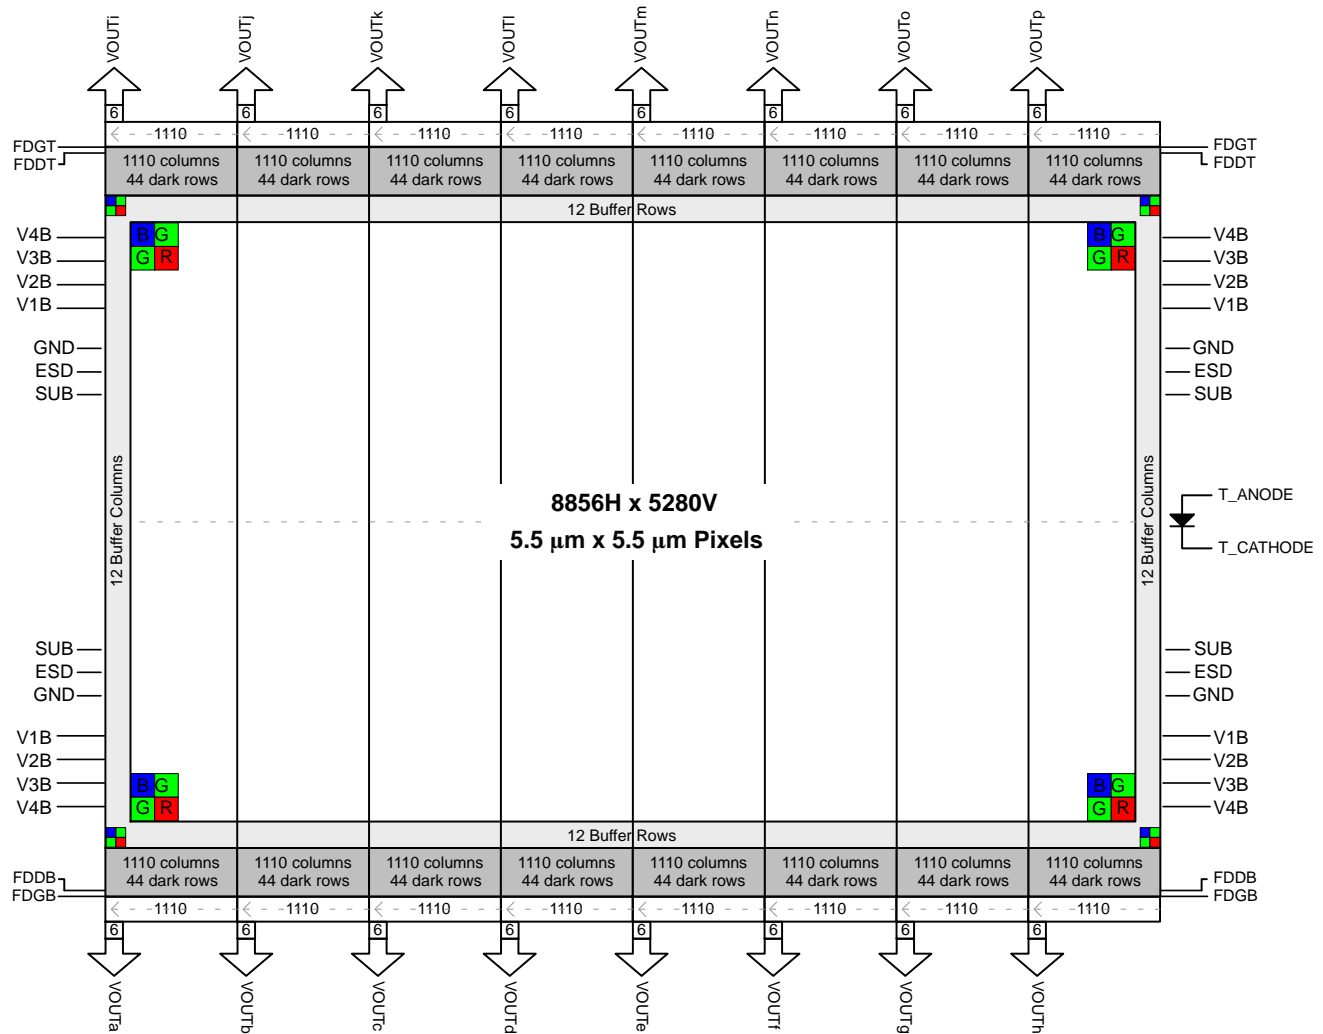 VOUTi VOUTj VOUTk VOUTl VOUTm VOUTn VOUTo VOUTp
6 6 6 6 6 6 6 6
1110 1110 1110 1110 1110 1110 1110 1110
FDGT FDGT
FDDT FDDT
1110 columns 1110 columns 1110 columns 1110 columns 1110 columns 1110 columns 1110 columns 1110 columns
44 dark rows 44 dark rows 44 dark rows 44 dark rows 44 dark rows 44 dark rows 44 dark rows 44 dark rows
12 Buffer Rows
V4B B G B G V4B
V3B G R G R V3B
V2B V2B
V1B V1B
GND GND
ESD ESD
SUB SUB
12 Buffer Columns
12 Buffer Columns
8856H x 5280V
5.5 μm x 5.5 μm Pixels
T_ANODE
T_CATHODE
SUB SUB
ESD ESD
GND GND
V1B V1B
V2B V2B
V3B B G B G V3B
V4B G R G R V4B
12 Buffer Rows
1110 columns 1110 columns 1110 columns 1110 columns 1110 columns 1110 columns 1110 columns 1110 columns
44 dark rows 44 dark rows 44 dark rows 44 dark rows 44 dark rows 44 dark rows 44 dark rows 44 dark rows
FDDB FDDB
FDGB FDGB
1110 1110 1110 1110 1110 1110 1110 1110
6 6 6 6 6 6 6 6
VOUTa VOUTb VOUTc VOUTd VOUTe VOUTf VOUTg VOUTh